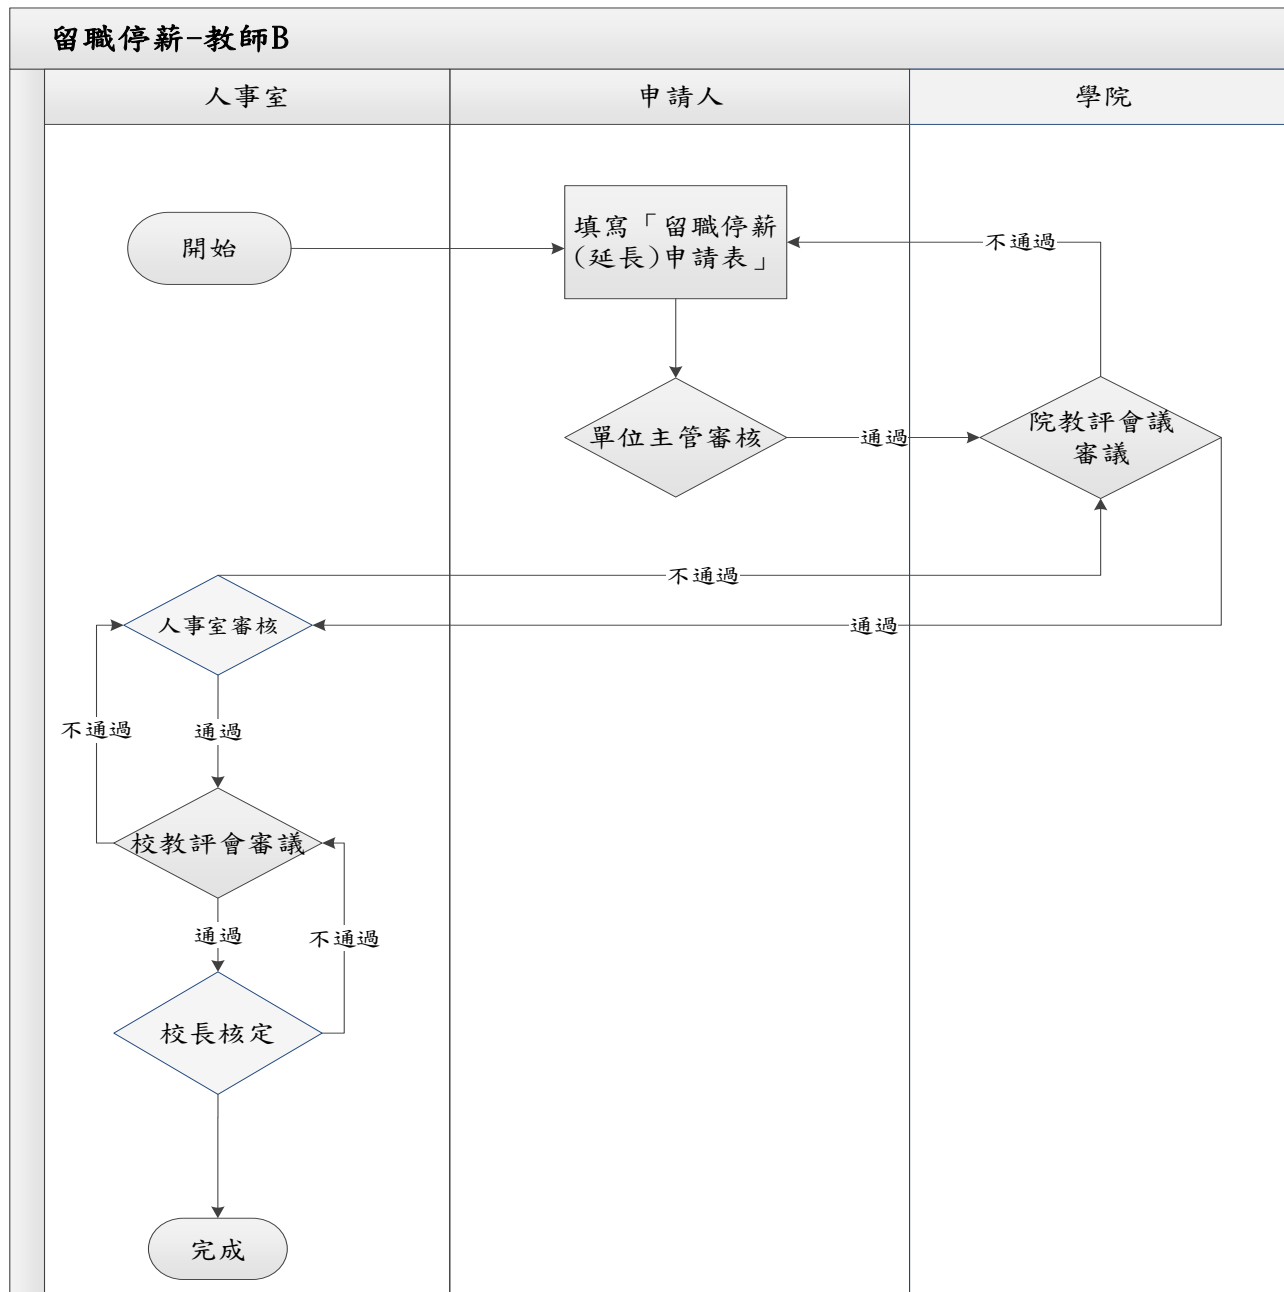 留職停薪-教師B
人事室
申請人
學院
開始
填寫「留職停薪
(延長)申請表」
不通過
單位主管審核
通過
院教評會議
審議
不通過
人事室審核
通過
不通過
通過
校教評會審議
通過
不通過
校長核定
完成